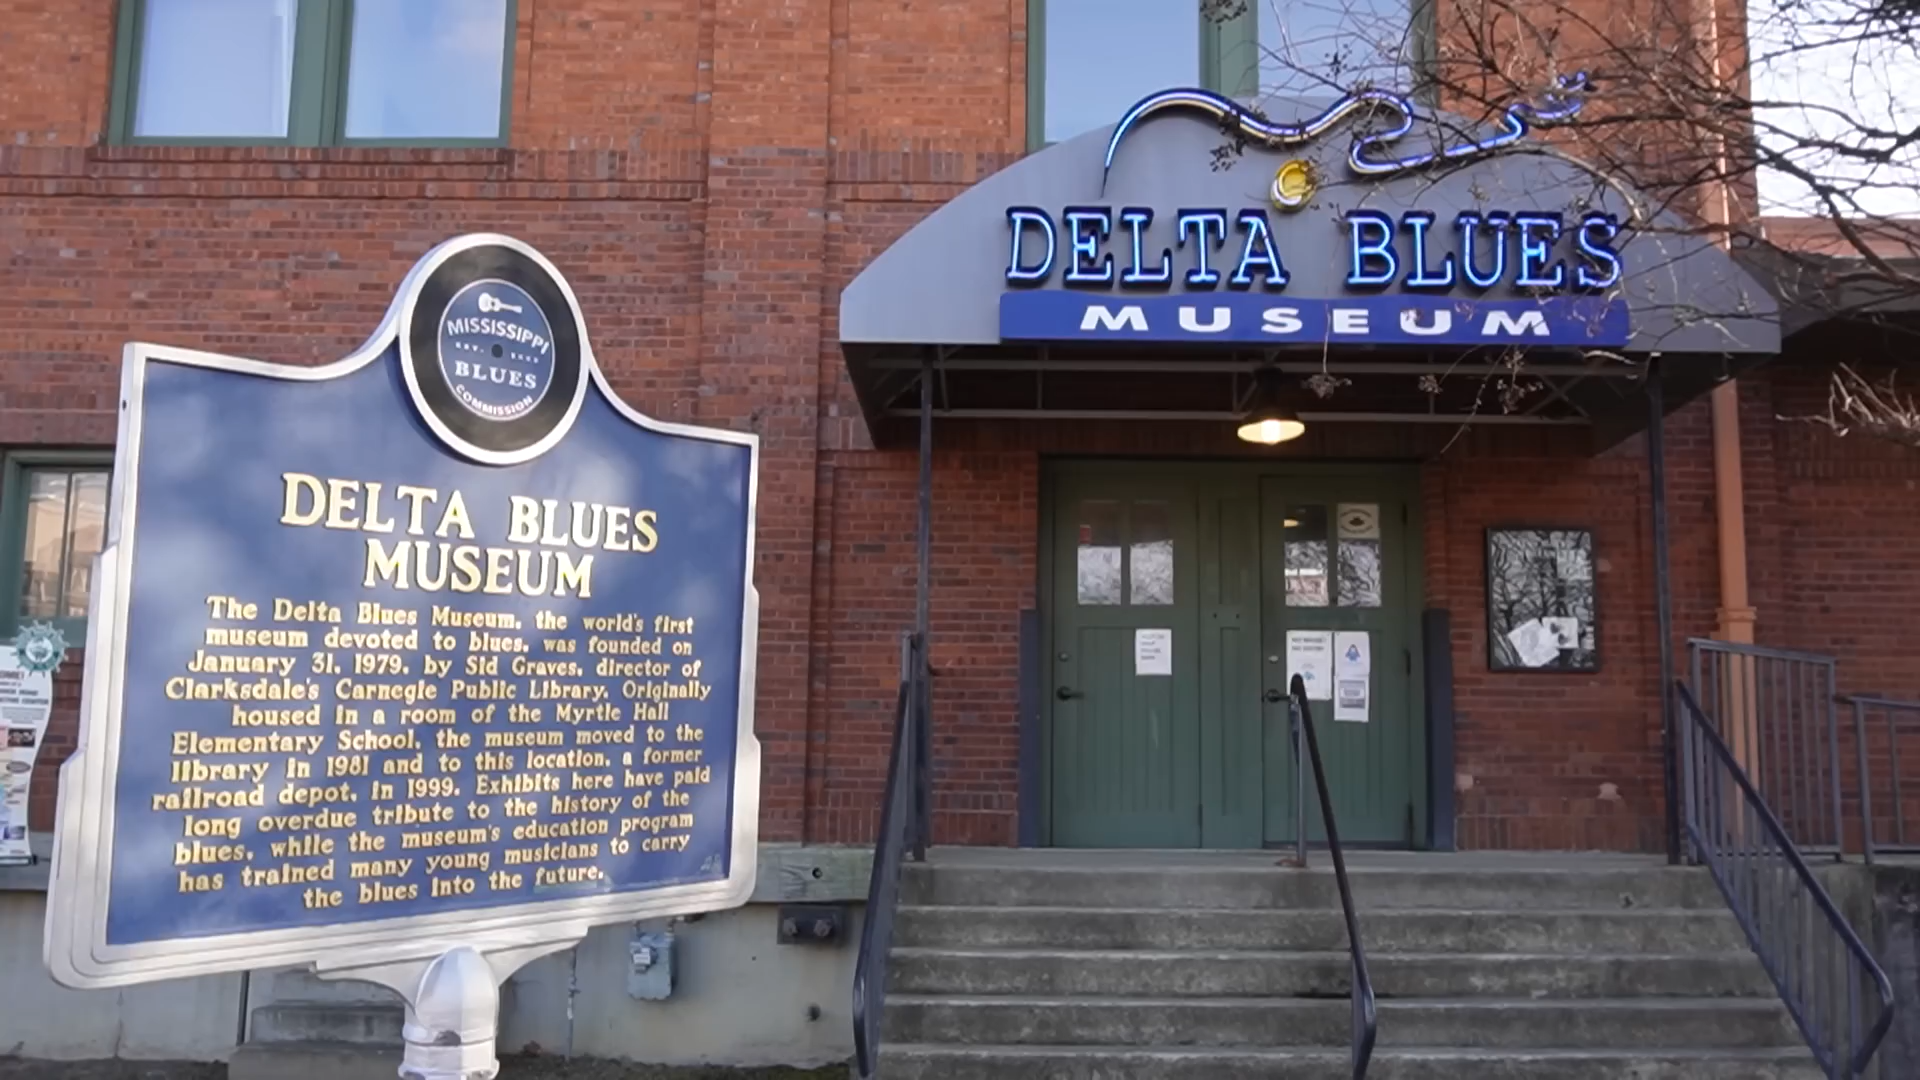 MISSISSIPPI
BLUES
COMMISSION
DELTA BLUES
MUSEUM
The Delta Blues Museum, the world's first
museum devoted to blues, was founded on
January 31, 1979, by Sid Graves, director of
Clarksdale's Carnegie Public Library. Originally
housed in a room of the Myrtle Hall
Elementary School, the museum moved to the
library in 1981 and to this location, a former
railroad depot, in 1999. Exhibits here have paid
long overdue tribute to the history of the
blues, while the museum's education program
has trained many young musicians to carry
the blues into the future.
DELTA BLUES
MUSEUM